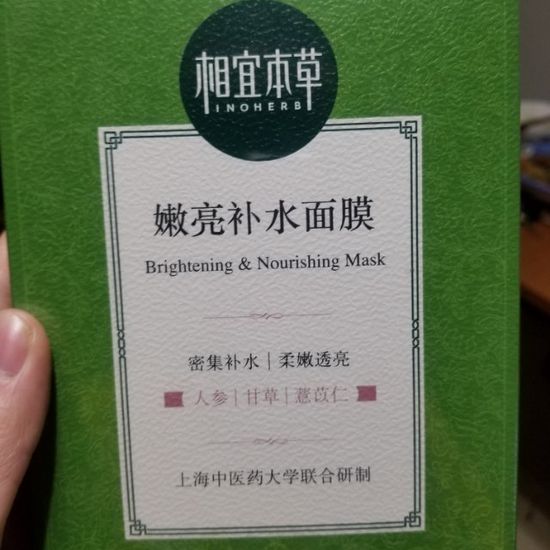 相宜本草
INOHERB
嫩亮补水面膜
Brightening & Nourishing Mask
密集补水|柔嫩透亮
人参|甘草|薏苡仁
上海中医药大学联合研制